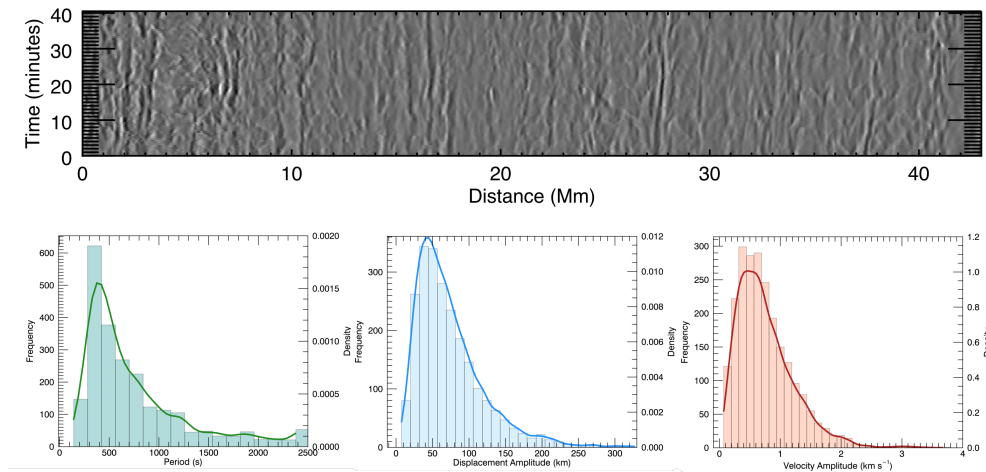 Time (minutes)
40
30
20
10
0
0 10 20 30 40
Distance (Mm)
Frequency
600
500
400
300
200
100
0
0 500 1000 1500 2000 2500
Period (s)
0.0020
0.0015
0.0010
0.0005
0.0000
Density
Frequency
300
200
100
0 50 100 150 200 250 300
Displacement Amplitude (km)
0.012
0.010
0.008
0.006
0.004
0.002
0.000
Density
Frequency
300
250
200
150
100
50
0
0 1 2 3 4
Velocity Amplitude (km s⁻¹)
1.2
1.0
0.8
0.6
0.4
0.2
0.0